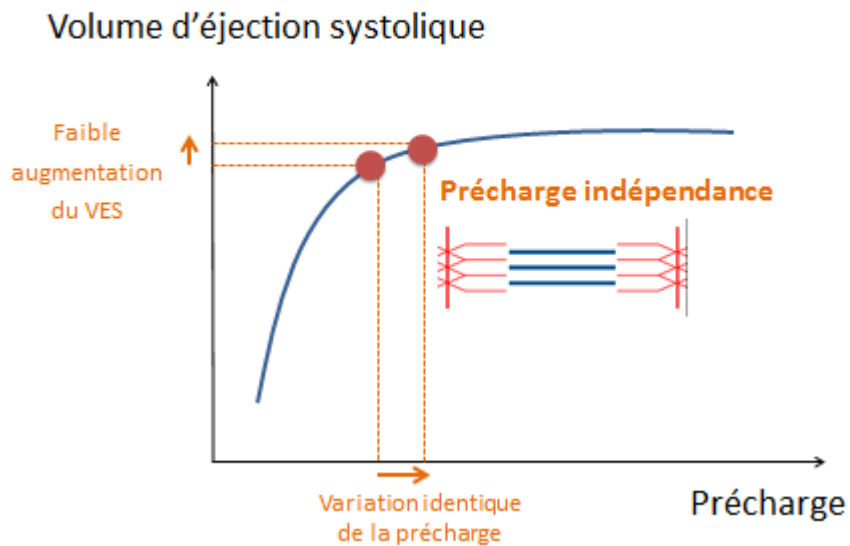 Volume d'éjection systolique
Faible
augmentation
du VES
Précharge indépendance
Variation identique
de la précharge
Précharge